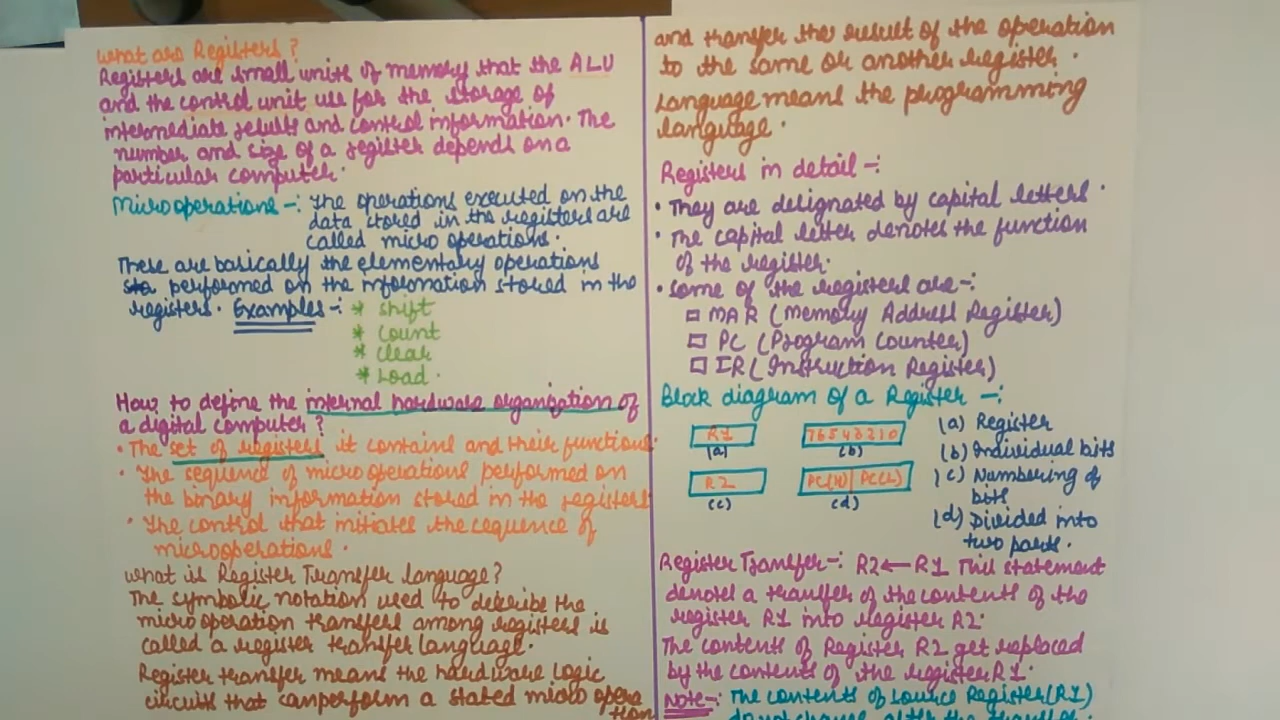 What are Registers?
Registers are small units of memory that the ALU
and the control unit use for the storage of
intermediate results and control information. The
number and size of a register depends on a
particular computer.
Microoperations -: The operations executed on the
data stored in the registers are
called micro operations.
These are basically the elementary operations
performed on the information stored in the
registers. Examples -: * Shift
* Count
* Clear
* Load.
How to define the internal hardware organization of
a digital computer?
• The set of registers it contains and their functions.
• The sequence of microoperations performed on
the binary information stored in the registers
• The control that initiates the sequence of
microoperations.
What is Register Transfer language?
The symbolic notation used to describe the
microoperation transfers among registers is
called a register transfer language.
Register transfer means the hardware logic
circuits that canperform a stated micro opera
tion
and transfer the result of the operation
to the same or another register.
Language means the programming
language.
Registers in detail -:
• They are designated by capital letters.
• The capital letter denotes the function
of the register.
• Some of the registers are -:
□ MAR (Memory Address Register)
□ PC (Program Counter)
□ IR (Instruction Register)
Block diagram of a Register -:
R1
(a)
76543210
(b)
R2
(c)
PC(H) PC(L)
(d)
(a) Register
(b) Individual bits
(c) Numbering of
bits
(d) Divided into
two parts.
Register Transfer -: R2 ← R1 This statement
denotes a transfer of the contents of the
register R1 into register R2.
The contents of Register R2 get replaced
by the contents of the register R1.
Note -: The contents of source Register (R1)
do not change after the transfer.